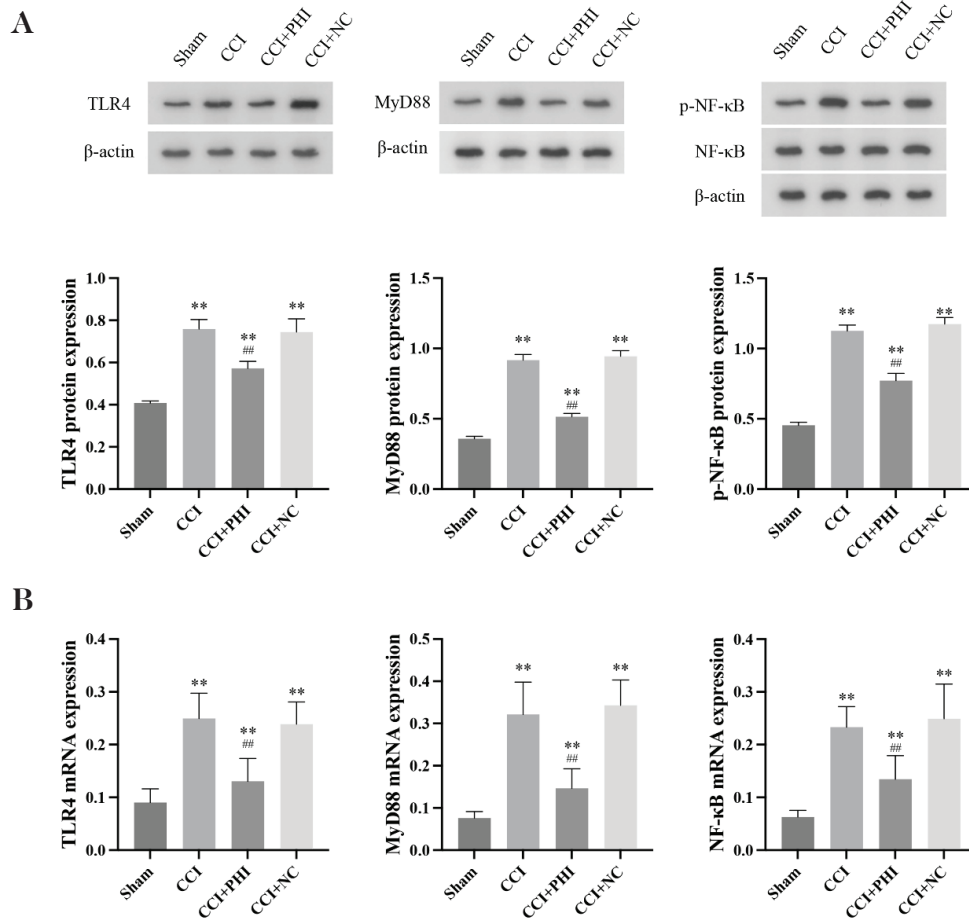 A
Sham CCI CCI+PHI CCI+NC
TLR4
β-actin
Sham CCI CCI+PHI CCI+NC
MyD88
β-actin
Sham CCI CCI+PHI CCI+NC
p-NF-κB
NF-κB
β-actin
TLR4 protein expression
1.0
0.8
0.6
0.4
0.2
0.0
** ** ## **
Sham CCI CCI+PHI CCI+NC
MyD88 protein expression
1.5
1.0
0.5
0.0
** ** ## **
Sham CCI CCI+PHI CCI+NC
p-NF-κB protein expression
1.5
1.0
0.5
0.0
** ** ## **
Sham CCI CCI+PHI CCI+NC
B
TLR4 mRNA expression
0.4
0.3
0.2
0.1
0.0
** ** ## **
Sham CCI CCI+PHI CCI+NC
MyD88 mRNA expression
0.5
0.4
0.3
0.2
0.1
0.0
** ** ## **
Sham CCI CCI+PHI CCI+NC
NF-κB mRNA expression
0.4
0.3
0.2
0.1
0.0
** ** ## **
Sham CCI CCI+PHI CCI+NC